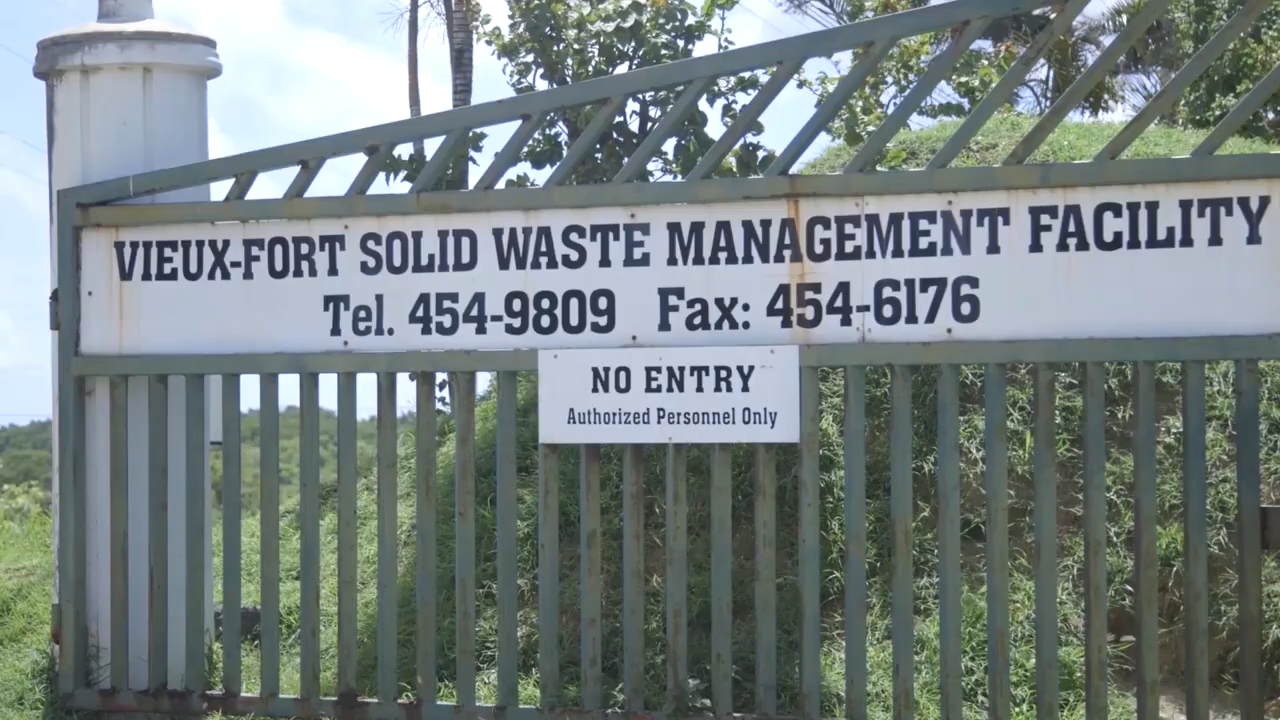 VIEUX-FORT SOLID WASTE MANAGEMENT FACILITY
Tel. 454-9809 Fax: 454-6176
NO ENTRY
Authorized Personnel Only